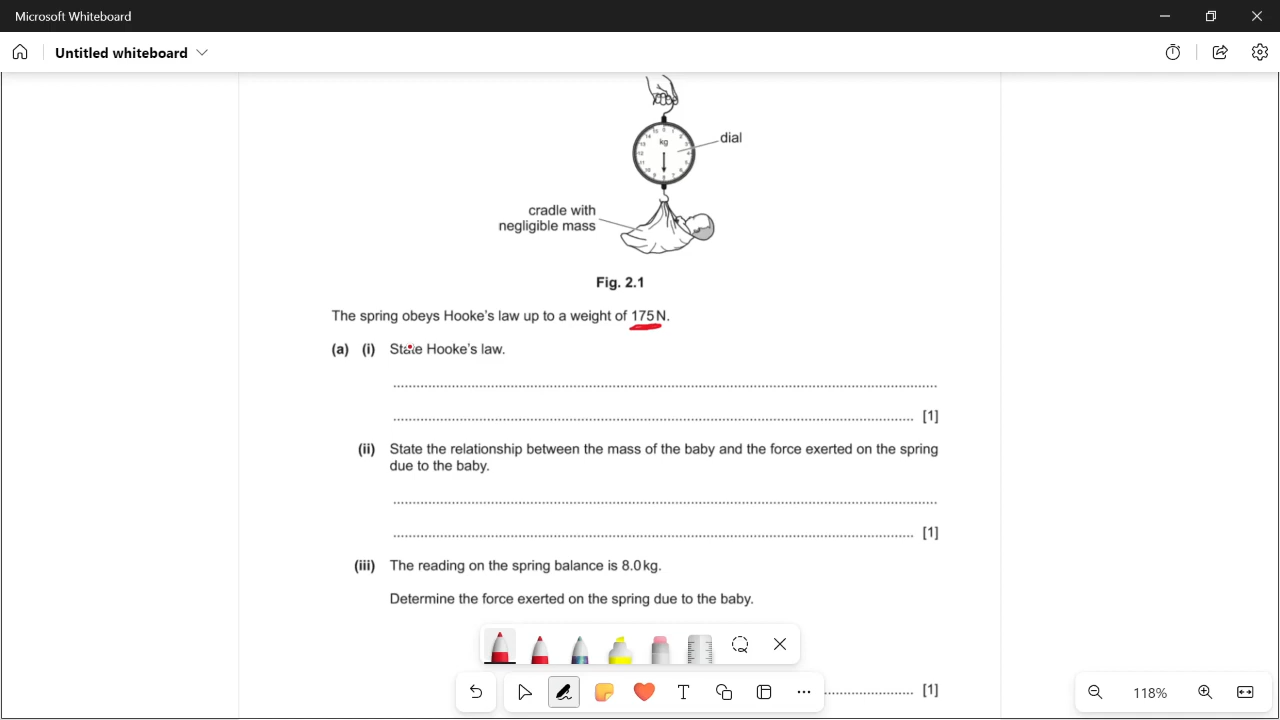 Microsoft Whiteboard
Untitled whiteboard
kg
dial
cradle with
negligible mass
Fig. 2.1
The spring obeys Hooke's law up to a weight of 175 N.
(a) (i) State Hooke's law.
[1]
(ii) State the relationship between the mass of the baby and the force exerted on the spring
due to the baby.
[1]
(iii) The reading on the spring balance is 8.0 kg.
Determine the force exerted on the spring due to the baby.
[1]
118%